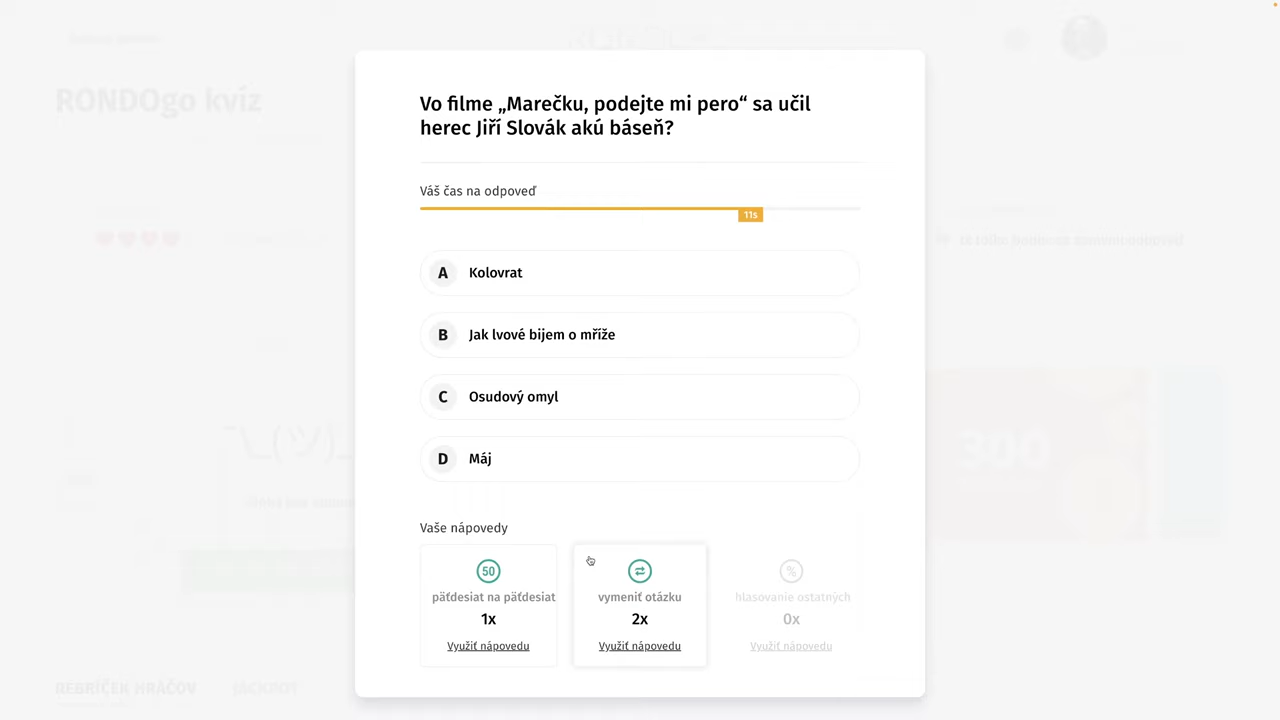 RONDOgo kvíz
Vo filme „Marečku, podejte mi pero“ sa učil
herec Jiří Slovák akú báseň?
Váš čas na odpoveď
11s
A Kolovrat
B Jak lvové bijem o mříže
C Osudový omyl
D Máj
300
Vaše nápovedy
50
päťdesiat na päťdesiat
1x
Využiť nápovedu
vymeniť otázku
2x
Využiť nápovedu
%
hlasovanie ostatných
0x
Využiť nápovedu
REBRÍČEK HRÁČOV
JACKPOT